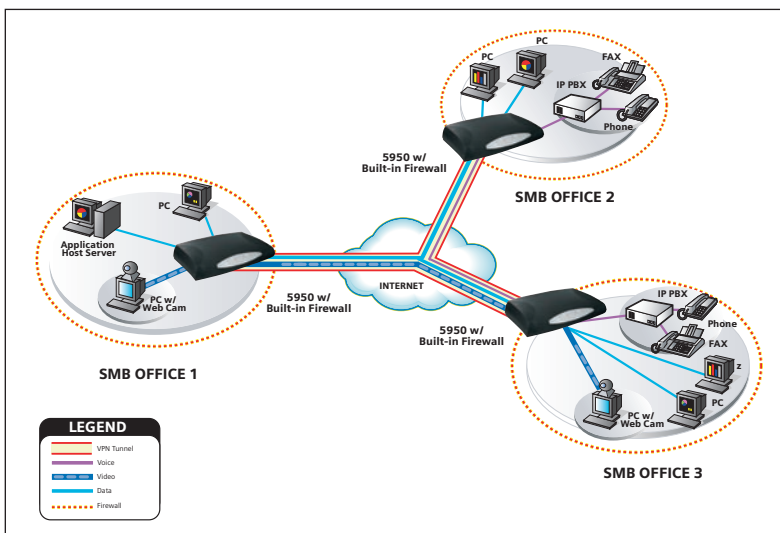 PC
PC
FAX
IP PBX
Phone
5950 w/
Built-in Firewall
SMB OFFICE 2
PC
Application
Host Server
PC w/
Web Cam
5950 w/
Built-in Firewall
SMB OFFICE 1
INTERNET
5950 w/
Built-in Firewall
IP PBX
Phone
FAX
z
PC
PC w/
Web Cam
SMB OFFICE 3
LEGEND
VPN Tunnel
Voice
Video
Data
Firewall